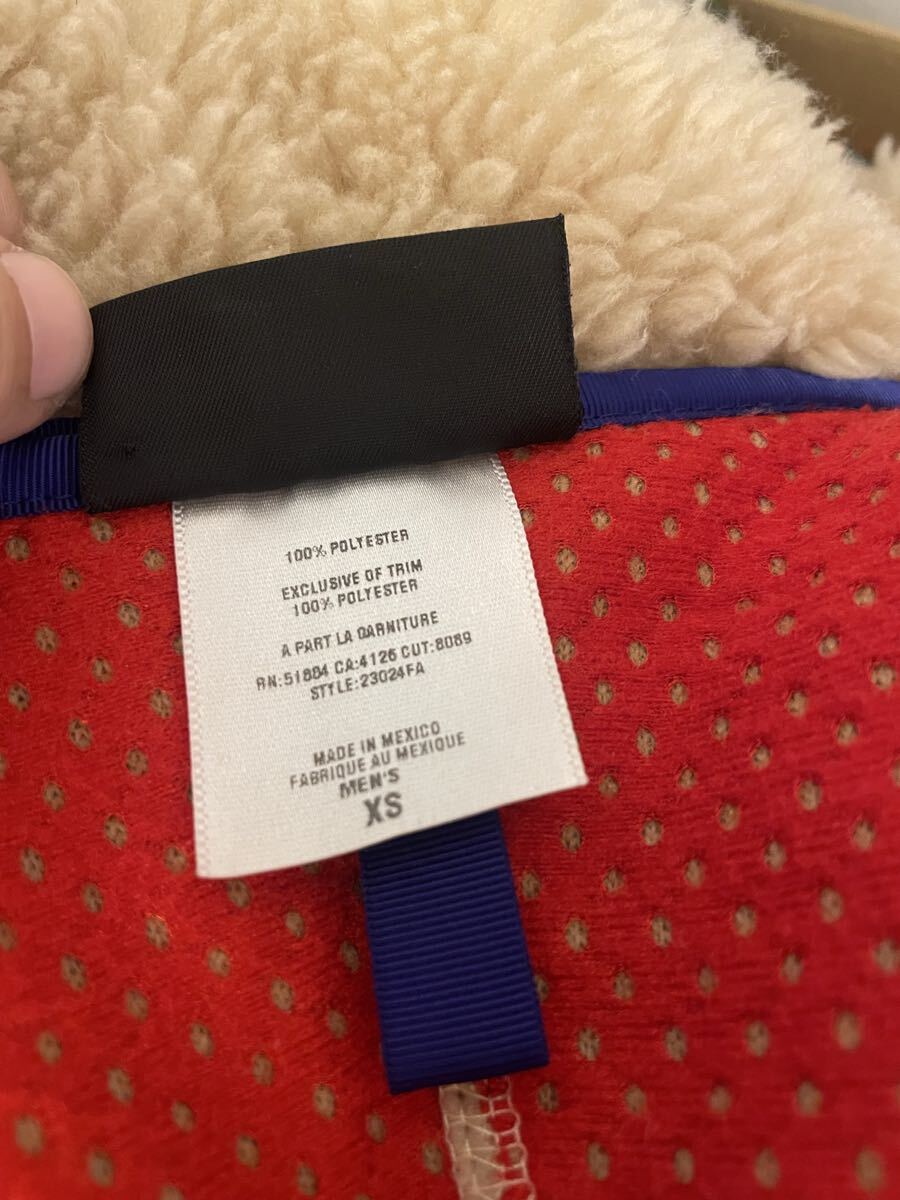 100% POLYESTER
EXCLUSIVE OF TRIM
100% POLYESTER
A PART LA GARNITURE
RN:51884 CA:4126 CUT:8089
STYLE:23024FA
MADE IN MEXICO
FABRIQUE AU MEXIQUE
MEN'S
XS